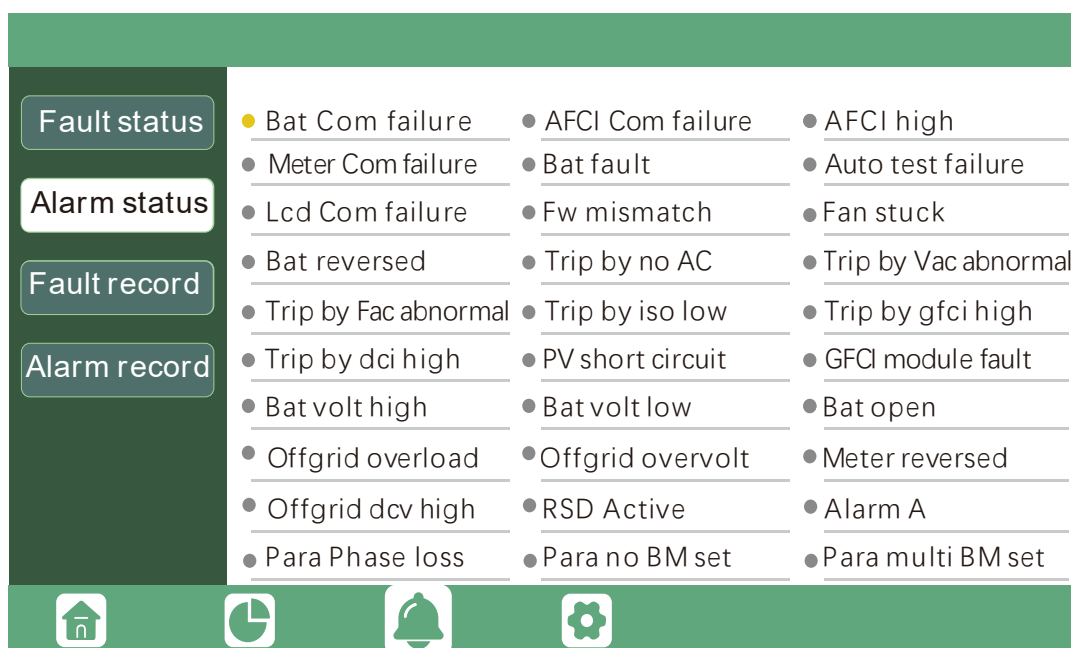 Fault status
Alarm status
Fault record
Alarm record
Bat Com failure AFCI Com failure AFCI high
Meter Com failure Bat fault Auto test failure
Lcd Com failure Fw mismatch Fan stuck
Bat reversed Trip by no AC Trip by Vac abnormal
Trip by Fac abnormal Trip by iso low Trip by gfci high
Trip by dci high PV short circuit GFCI module fault
Bat volt high Bat volt low Bat open
Offgrid overload Offgrid overvolt Meter reversed
Offgrid dcv high RSD Active Alarm A
Para Phase loss Para no BM set Para multi BM set